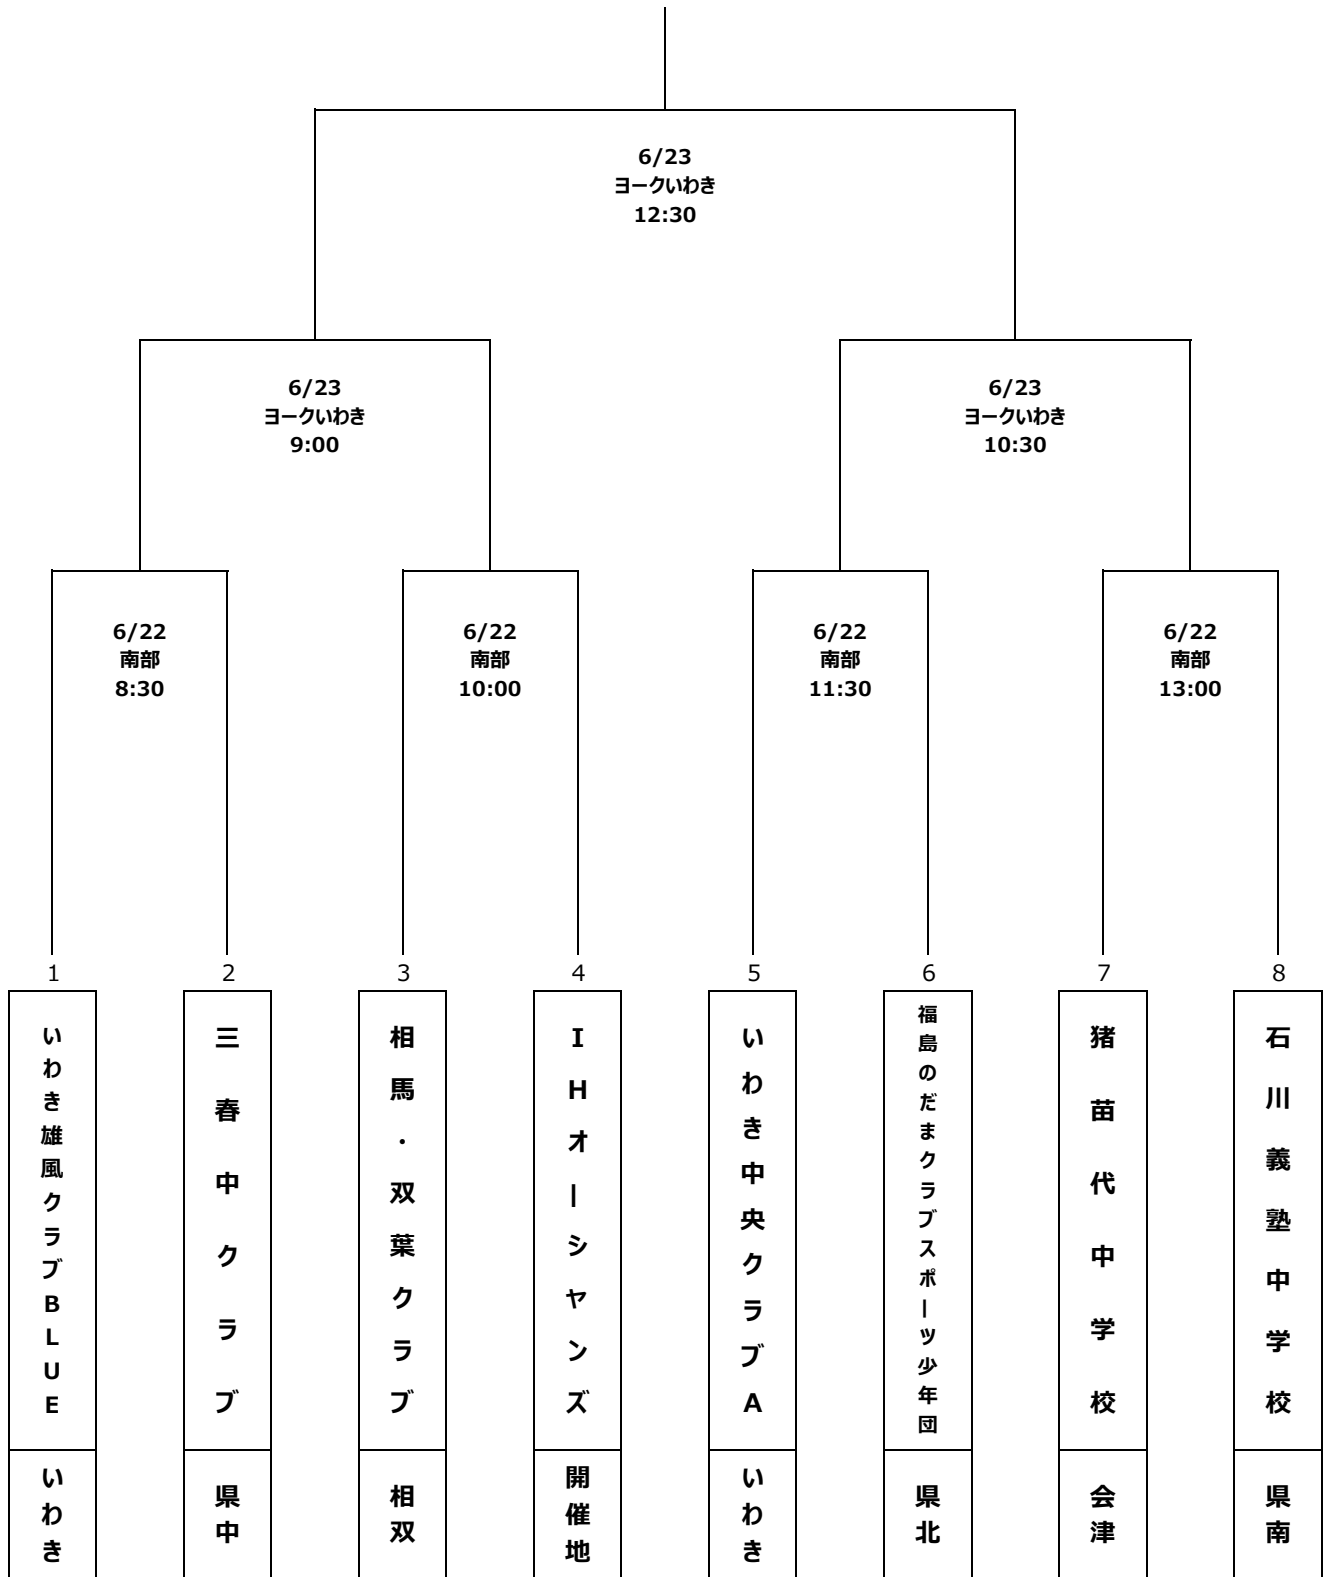 6/23
ヨークいわき
12:30
6/23
ヨークいわき
9:00
6/23
ヨークいわき
10:30
6/22
南部
8:30
6/22
南部
10:00
6/22
南部
11:30
6/22
南部
13:00
1
2
3
4
5
6
7
8
いわき雄風クラブBLUE
三春中クラブ
相馬・双葉クラブ
IHオーシャンズ
いわき中央クラブA
福島のだまクラブスポーツ少年団
猪苗代中学校
石川義塾中学校
いわき
県中
相双
開催地
いわき
県北
会津
県南